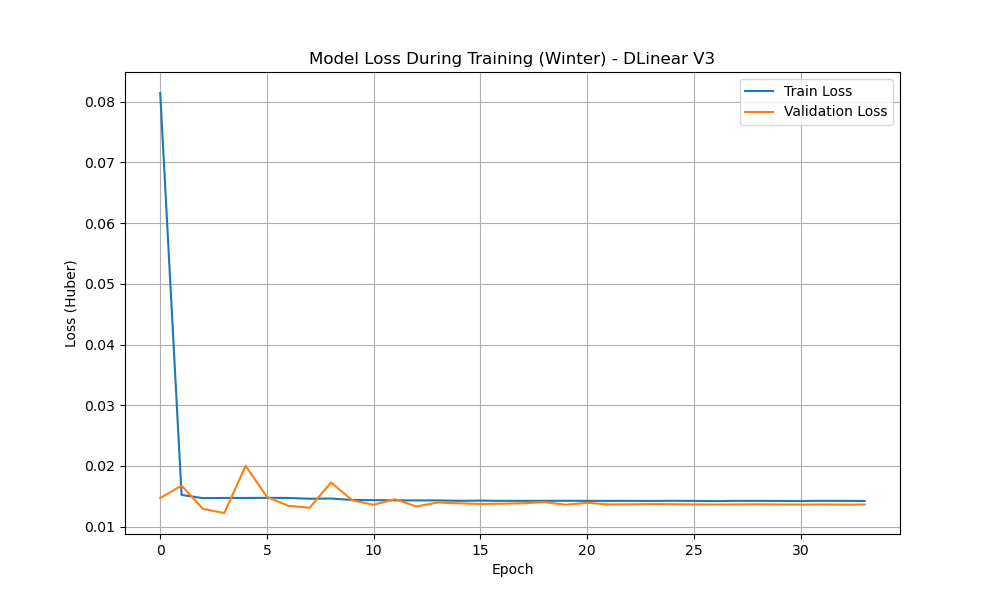 Model Loss During Training (Winter) - DLinear V3
Train Loss
Validation Loss
Loss (Huber)
0.08
0.07
0.06
0.05
0.04
0.03
0.02
0.01
0 5 10 15 20 25 30
Epoch